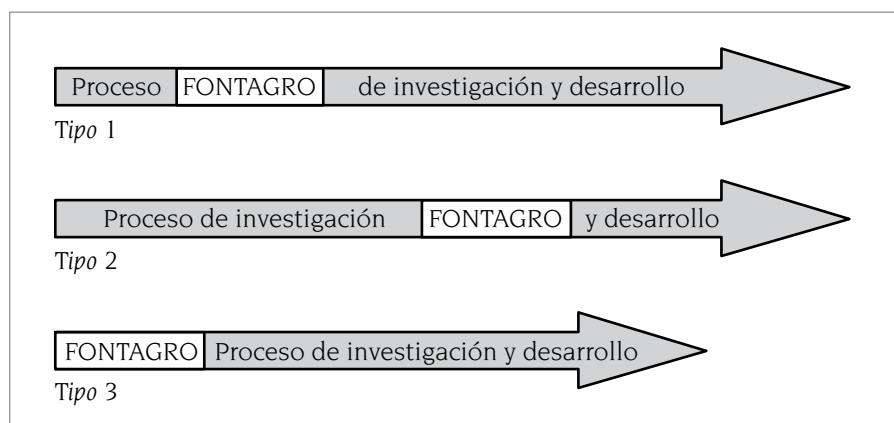 Proceso FONTAGRO de investigación y desarrollo
Tipo 1
Proceso de investigación FONTAGRO y desarrollo
Tipo 2
FONTAGRO Proceso de investigación y desarrollo
Tipo 3